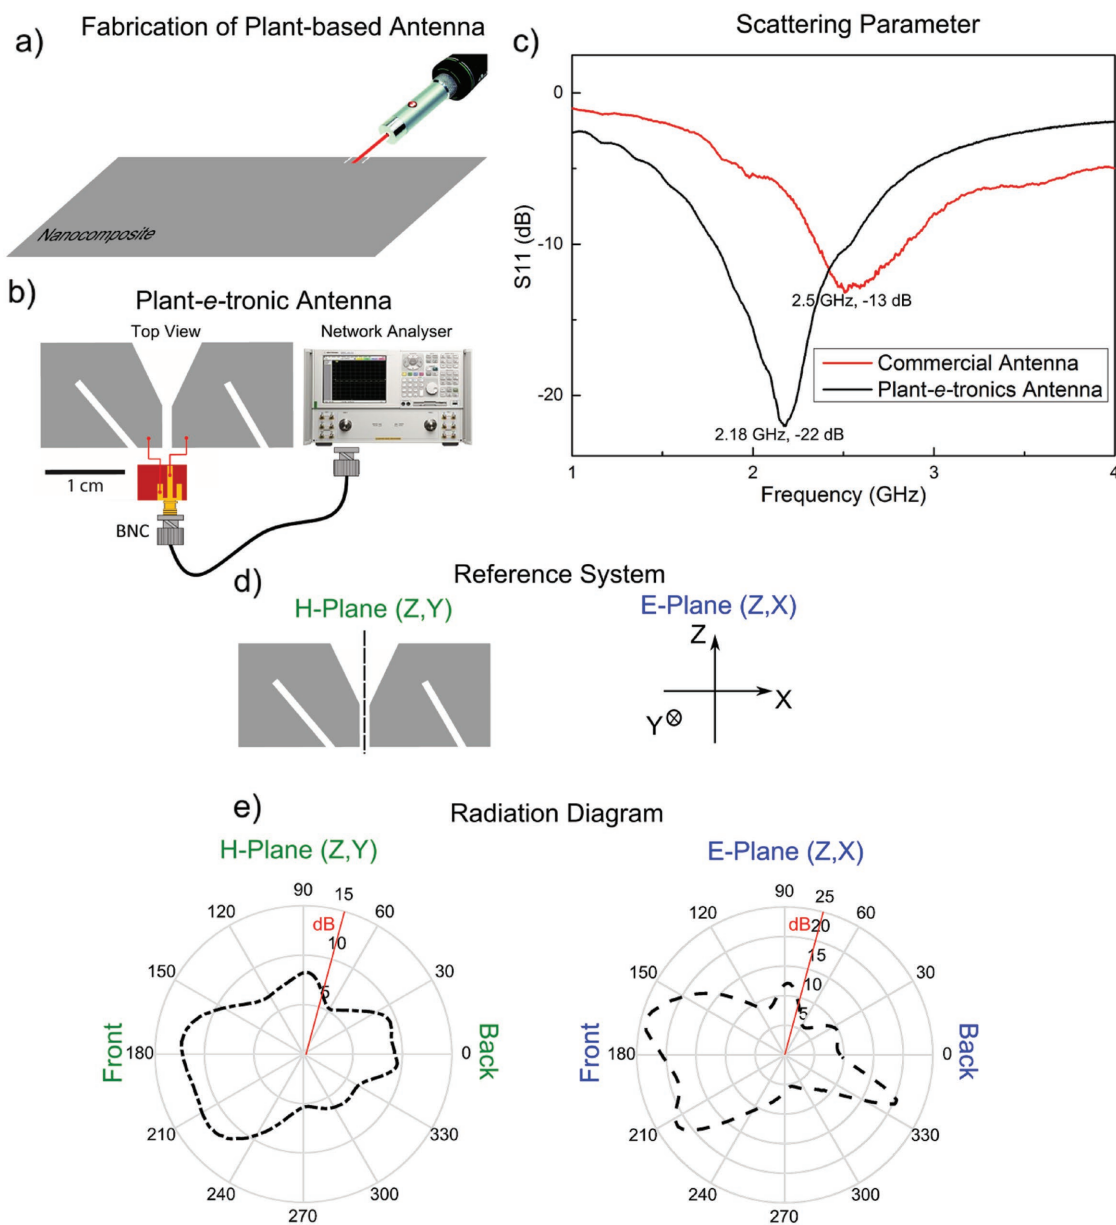 a)
Fabrication of Plant-based Antenna
Nanocomposite
b)
Plant-e-tronic Antenna
Top View
Network Analyser
1 cm
BNC
c)
Scattering Parameter
0
-10
-20
S11 (dB)
2.5 GHz, -13 dB
Commercial Antenna
Plant-e-tronics Antenna
2.18 GHz, -22 dB
1
2
3
4
Frequency (GHz)
d)
Reference System
H-Plane (Z,Y)
E-Plane (Z,X)
Z
X
Y
e)
Radiation Diagram
H-Plane (Z,Y)
90
15
120
60
dB
10
150
30
5
Front
180
0
Back
210
330
240
300
270
E-Plane (Z,X)
90
25
120
60
dB
20
15
150
30
10
5
Front
180
0
Back
210
330
240
300
270